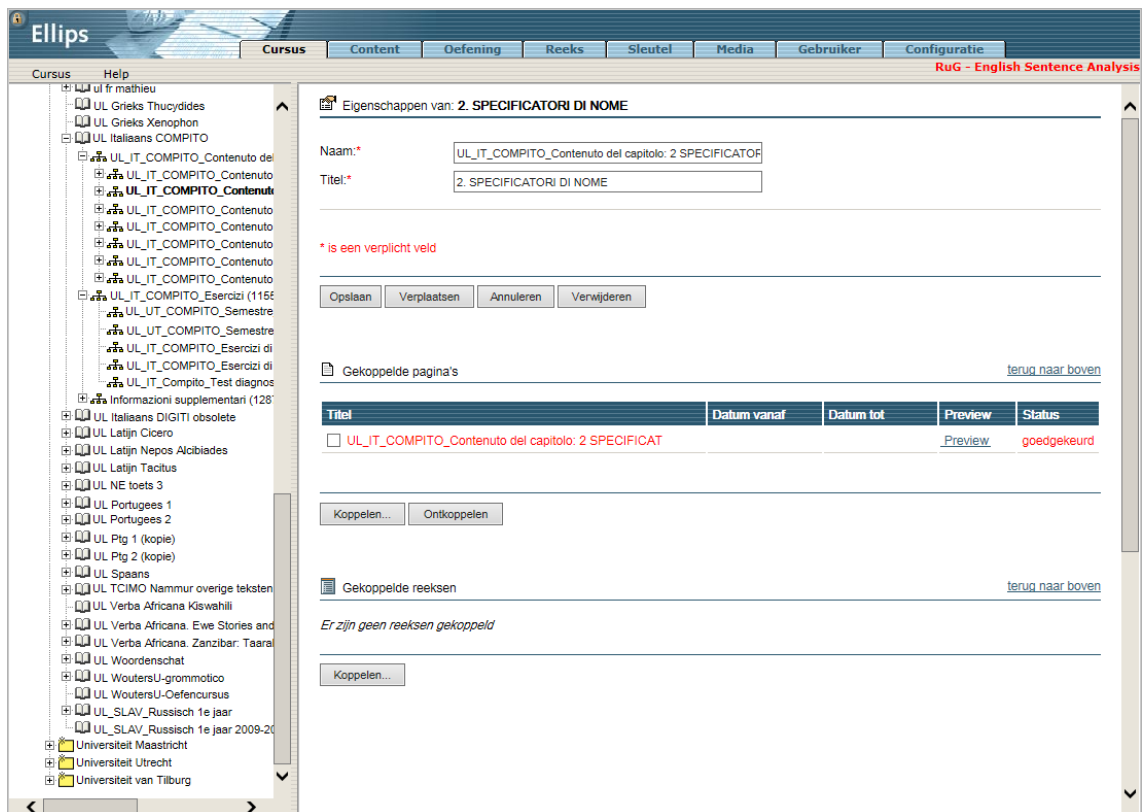 Ellips
Cursus Content Oefening Reeks Sleutel Media Gebruiker Configuratie
RuG - English Sentence Analysis
Cursus Help
ul fr mathieu
UL Grieks Thucydides
UL Grieks Xenophon
UL Italiaans COMPITO
UL_IT_COMPITO_Contenuto del
UL_IT_COMPITO_Contenuto
UL_IT_COMPITO_Contenuto
UL_IT_COMPITO_Contenuto
UL_IT_COMPITO_Contenuto
UL_IT_COMPITO_Contenuto
UL_IT_COMPITO_Contenuto
UL_IT_COMPITO_Contenuto
UL_IT_COMPITO_Esercizi (1156
UL_UT_COMPITO_Semestre
UL_UT_COMPITO_Semestre
UL_IT_COMPITO_Esercizi di
UL_IT_COMPITO_Esercizi di
UL_IT_Compito_Test diagnos
Informazioni supplementari (128
UL Italiaans DIGITI obsolete
UL Latijn Cicero
UL Latijn Nepos Alcibiades
UL Latijn Tacitus
UL NE toets 3
UL Portugees 1
UL Portugees 2
UL Ptg 1 (kopie)
UL Ptg 2 (kopie)
UL Spaans
UL TCIMO Nammur overige teksten
UL Verba Africana Kiswahili
UL Verba Africana. Ewe Stories and
UL Verba Africana. Zanzibar: Taaral
UL Woordenschat
UL WoutersU-grommotico
UL WoutersU-Oefencursus
UL_SLAV_Russisch 1e jaar
UL_SLAV_Russisch 1e jaar 2009-20
Universiteit Maastricht
Universiteit Utrecht
Universiteit van Tilburg
Eigenschappen van: 2. SPECIFICATORI DI NOME
Naam:* UL_IT_COMPITO_Contenuto del capitolo: 2 SPECIFICATOF
Titel:* 2. SPECIFICATORI DI NOME
* is een verplicht veld
Opslaan Verplaatsen Annuleren Verwijderen
Gekoppelde pagina's terug naar boven
Titel Datum vanaf Datum tot Preview Status
UL_IT_COMPITO_Contenuto del capitolo: 2 SPECIFICAT Preview goedgekeurd
Koppelen... Ontkoppelen
Gekoppelde reeksen terug naar boven
Er zijn geen reeksen gekoppeld
Koppelen...